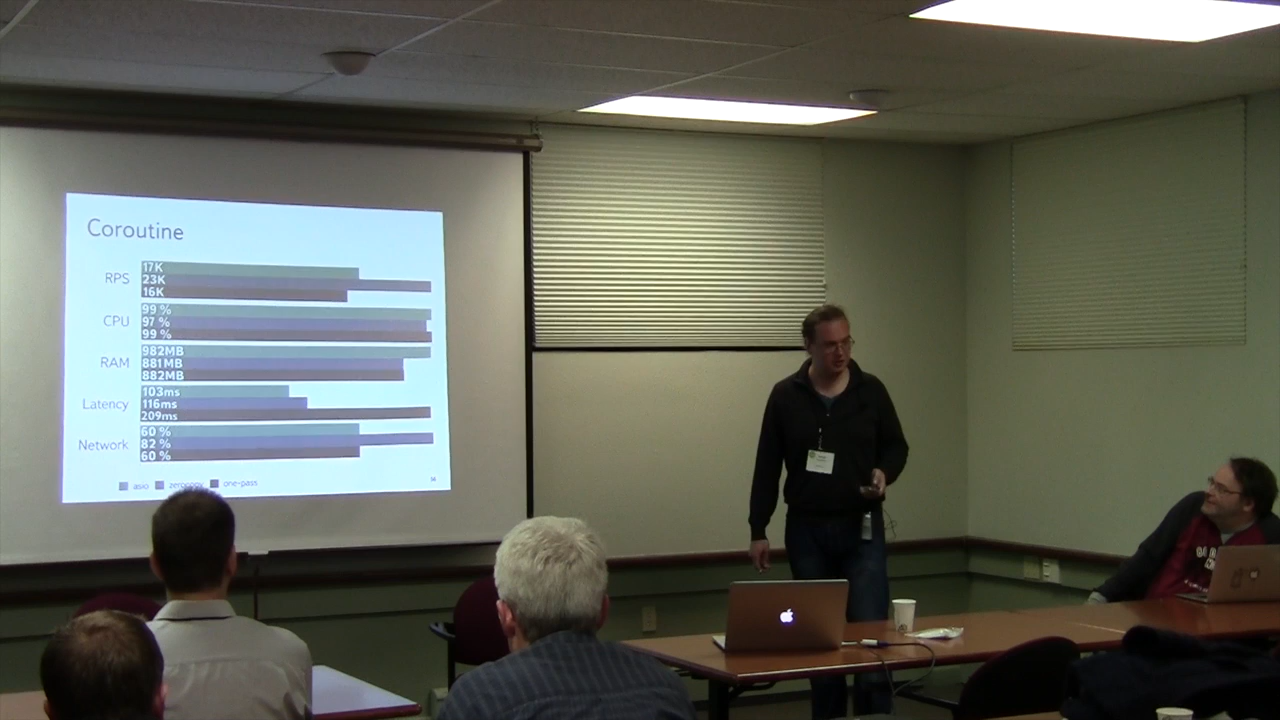 Coroutine
RPS
17K
23K
16K
CPU
99 %
97 %
99 %
RAM
982MB
881MB
882MB
Latency
103ms
116ms
209ms
Network
60 %
82 %
60 %
asio zerocopy one-pass